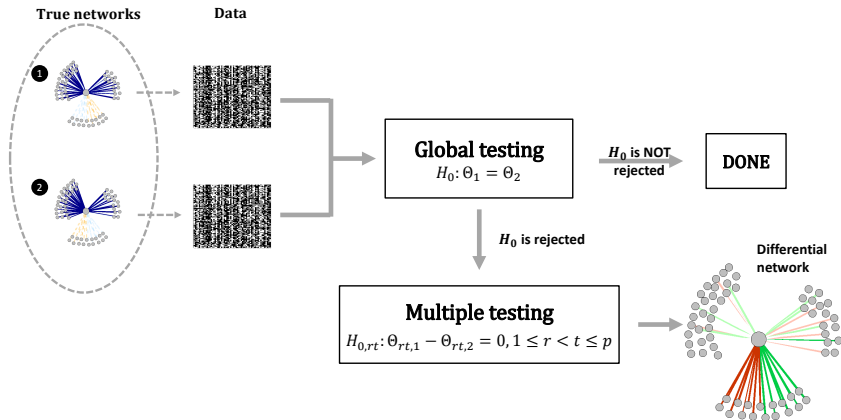 True networks
Data
1
2
Global testing
H₀: Θ₁ = Θ₂
H₀ is NOT
rejected
DONE
H₀ is rejected
Multiple testing
H₀,ᵣₜ: Θᵣₜ,₁ − Θᵣₜ,₂ = 0, 1 ≤ r < t ≤ p
Differential
network